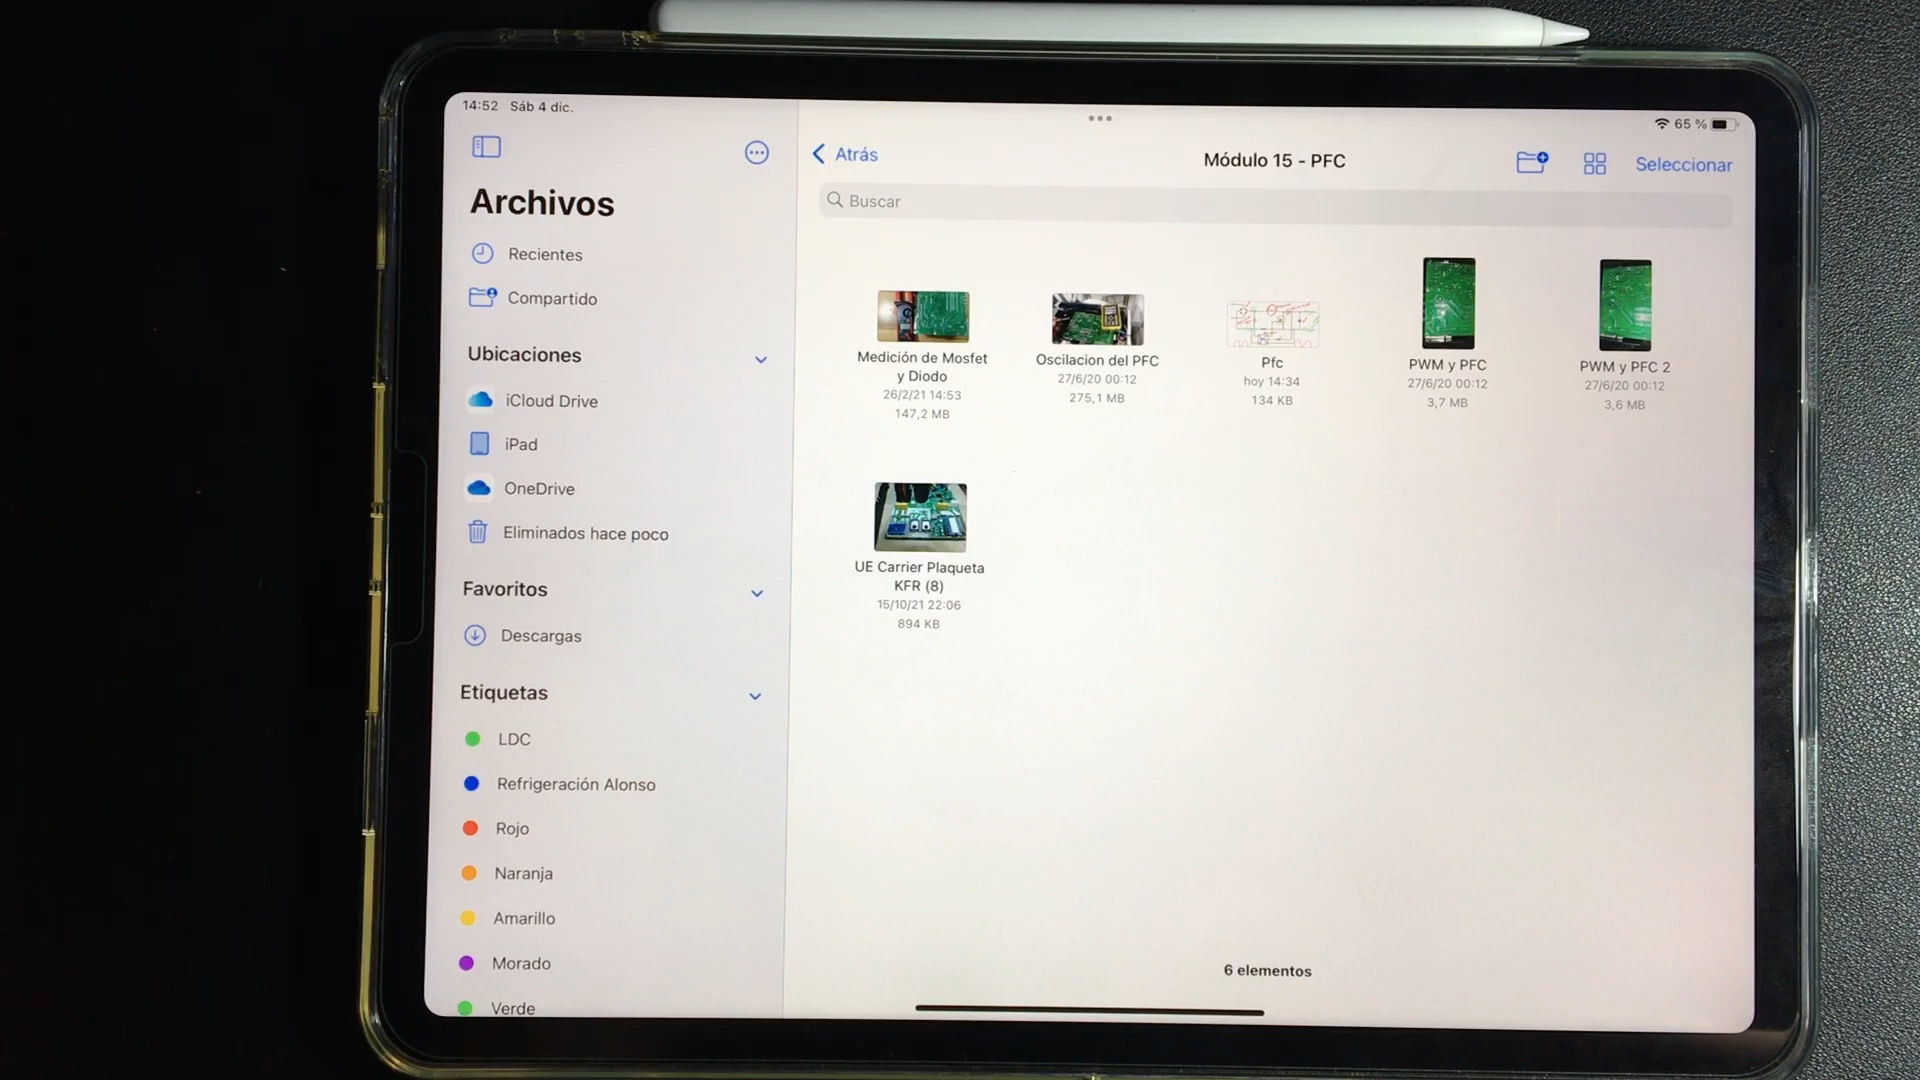 14:52 Sáb 4 dic.
65 %
Archivos
Recientes
Compartido
Ubicaciones
iCloud Drive
iPad
OneDrive
Eliminados hace poco
Favoritos
Descargas
Etiquetas
LDC
Refrigeración Alonso
Rojo
Naranja
Amarillo
Morado
Verde
Atrás
Módulo 15 - PFC
Seleccionar
Buscar
Medición de Mosfet
y Diodo
26/2/21 14:53
147,2 MB
Oscilacion del PFC
27/6/20 00:12
275,1 MB
Pfc
hoy 14:34
134 KB
PWM y PFC
27/6/20 00:12
3,7 MB
PWM y PFC 2
27/6/20 00:12
3,6 MB
UE Carrier Plaqueta
KFR (8)
15/10/21 22:06
894 KB
6 elementos